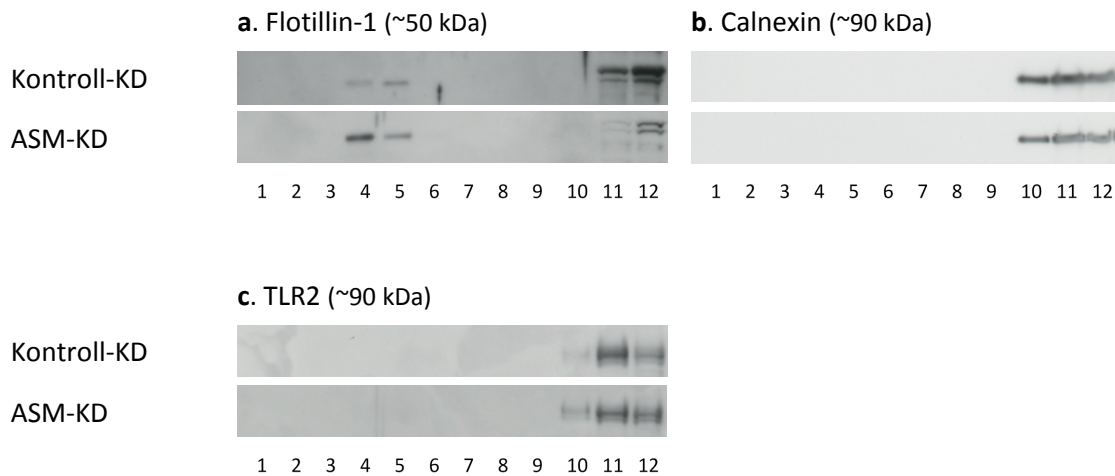 a. Flotillin-1 (~50 kDa)
b. Calnexin (~90 kDa)
Kontroll-KD
ASM-KD
1 2 3 4 5 6 7 8 9 10 11 12
1 2 3 4 5 6 7 8 9 10 11 12
c. TLR2 (~90 kDa)
Kontroll-KD
ASM-KD
1 2 3 4 5 6 7 8 9 10 11 12